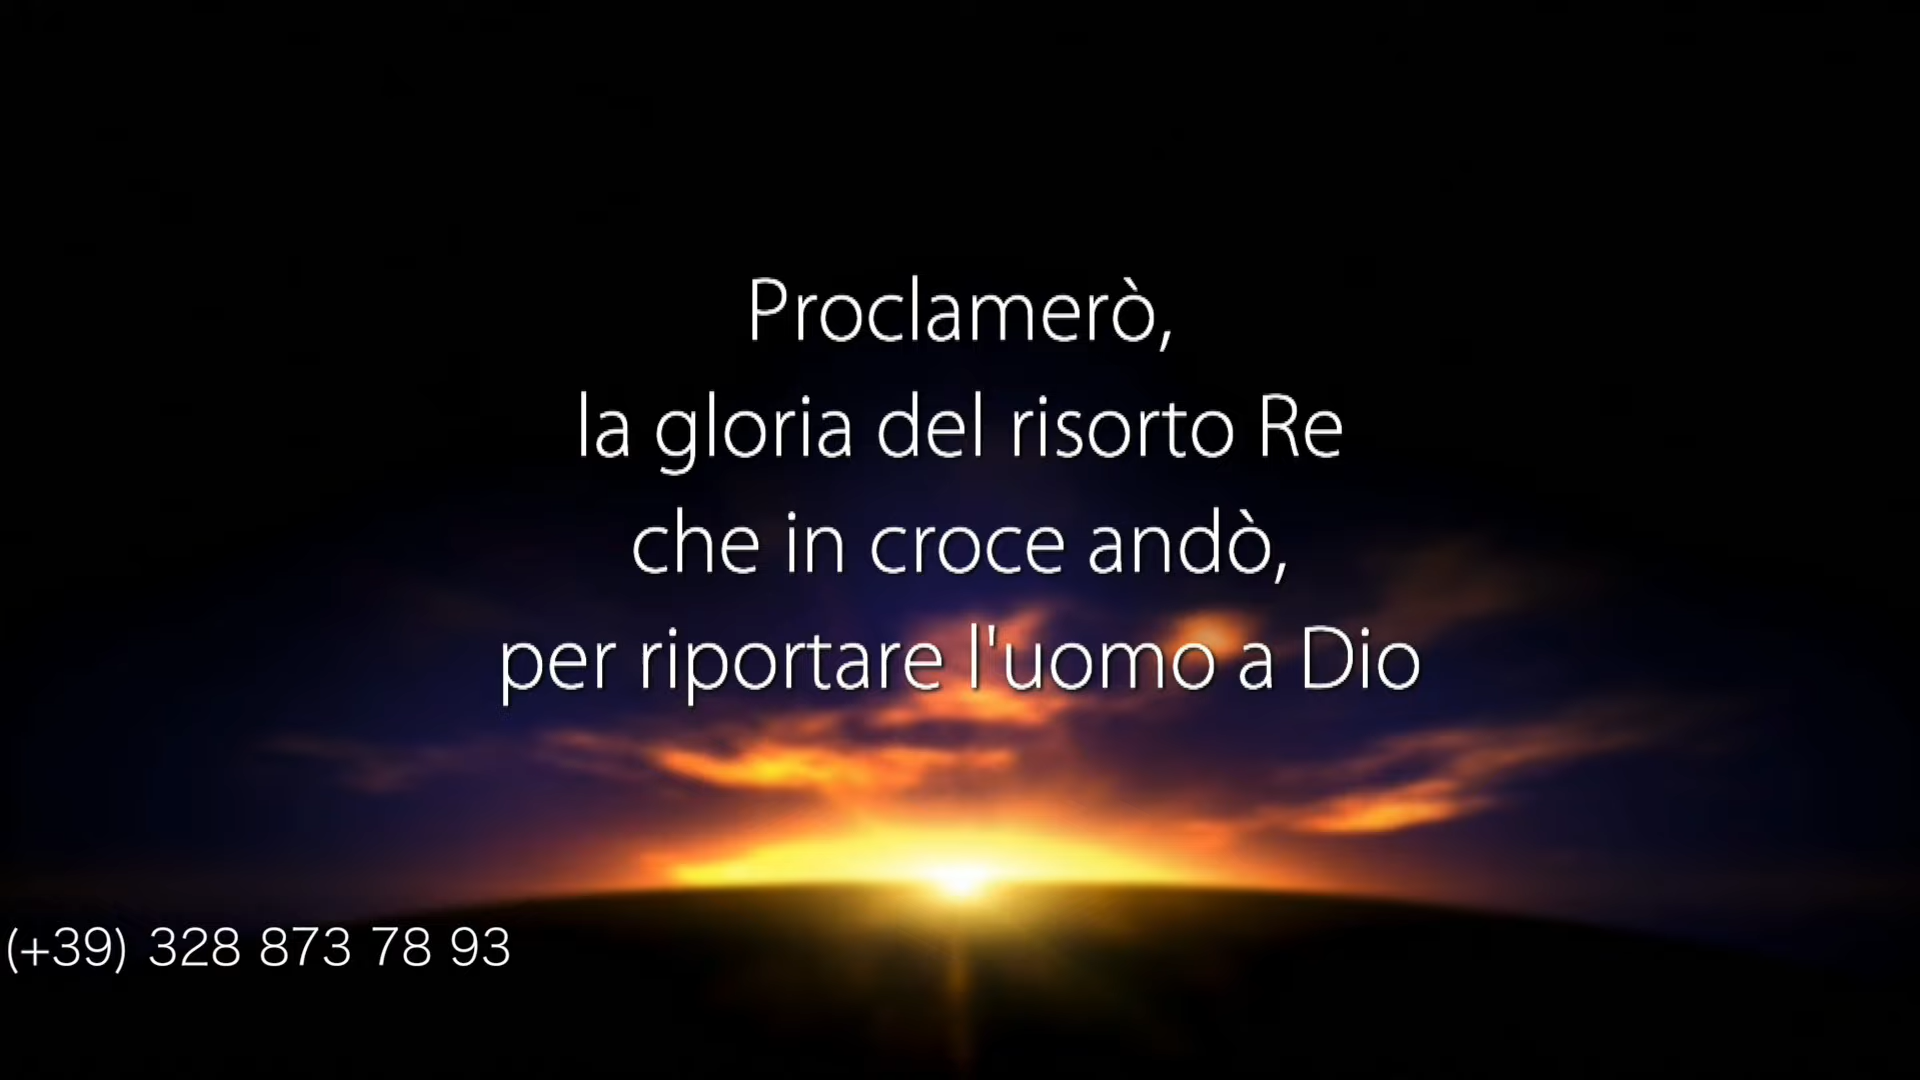 Proclamerò,
la gloria del risorto Re
che in croce andò,
per riportare l'uomo a Dio
(+39) 328 873 78 93